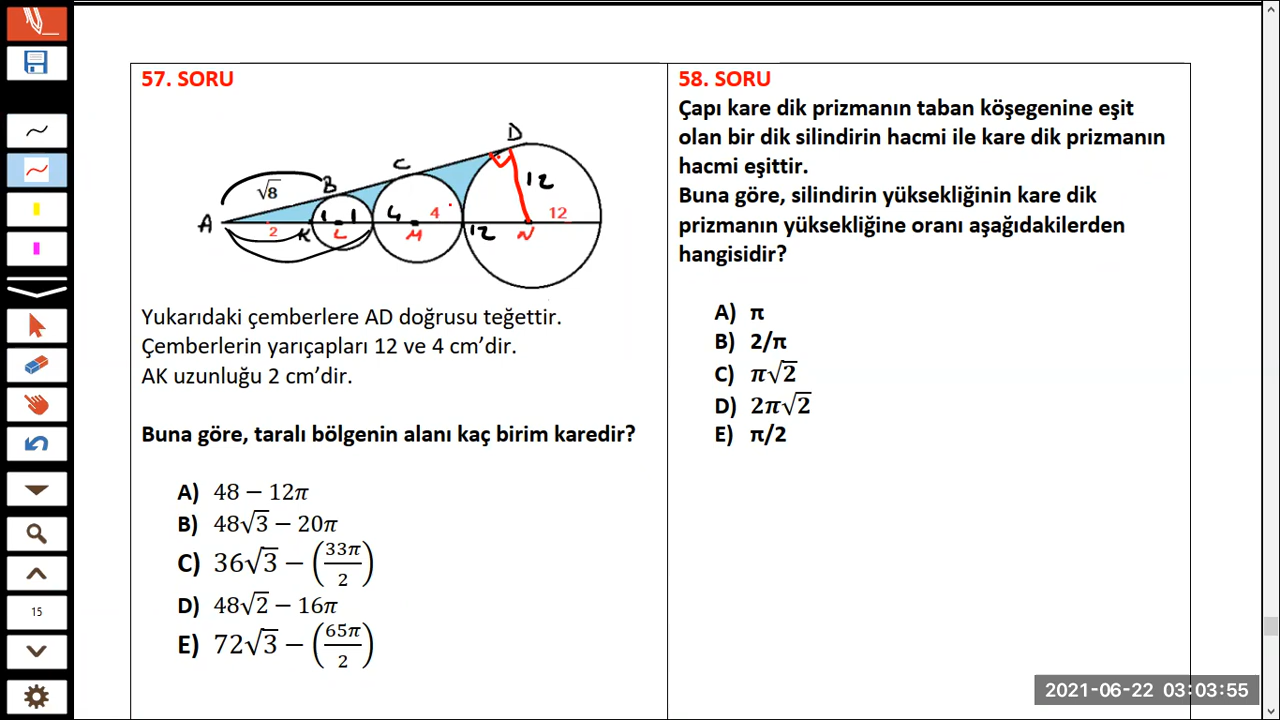 57. SORU
D
C
B
√8
12
A
2
K
1
1
L
4
4
M
12
N
12
Yukarıdaki çemberlere AD doğrusu teğettir.
Çemberlerin yarıçapları 12 ve 4 cm’dir.
AK uzunluğu 2 cm’dir.
Buna göre, taralı bölgenin alanı kaç birim karedir?
A) 48 − 12π
B) 48√3 − 20π
C) 36√3 − (33π/2)
D) 48√2 − 16π
E) 72√3 − (65π/2)
58. SORU
Çapı kare dik prizmanın taban köşegenine eşit
olan bir dik silindirin hacmi ile kare dik prizmanın
hacmi eşittir.
Buna göre, silindirin yüksekliğinin kare dik
prizmanın yüksekliğine oranı aşağıdakilerden
hangisidir?
A) π
B) 2/π
C) π√2
D) 2π√2
E) π/2
15
2021-06-22 03:03:55